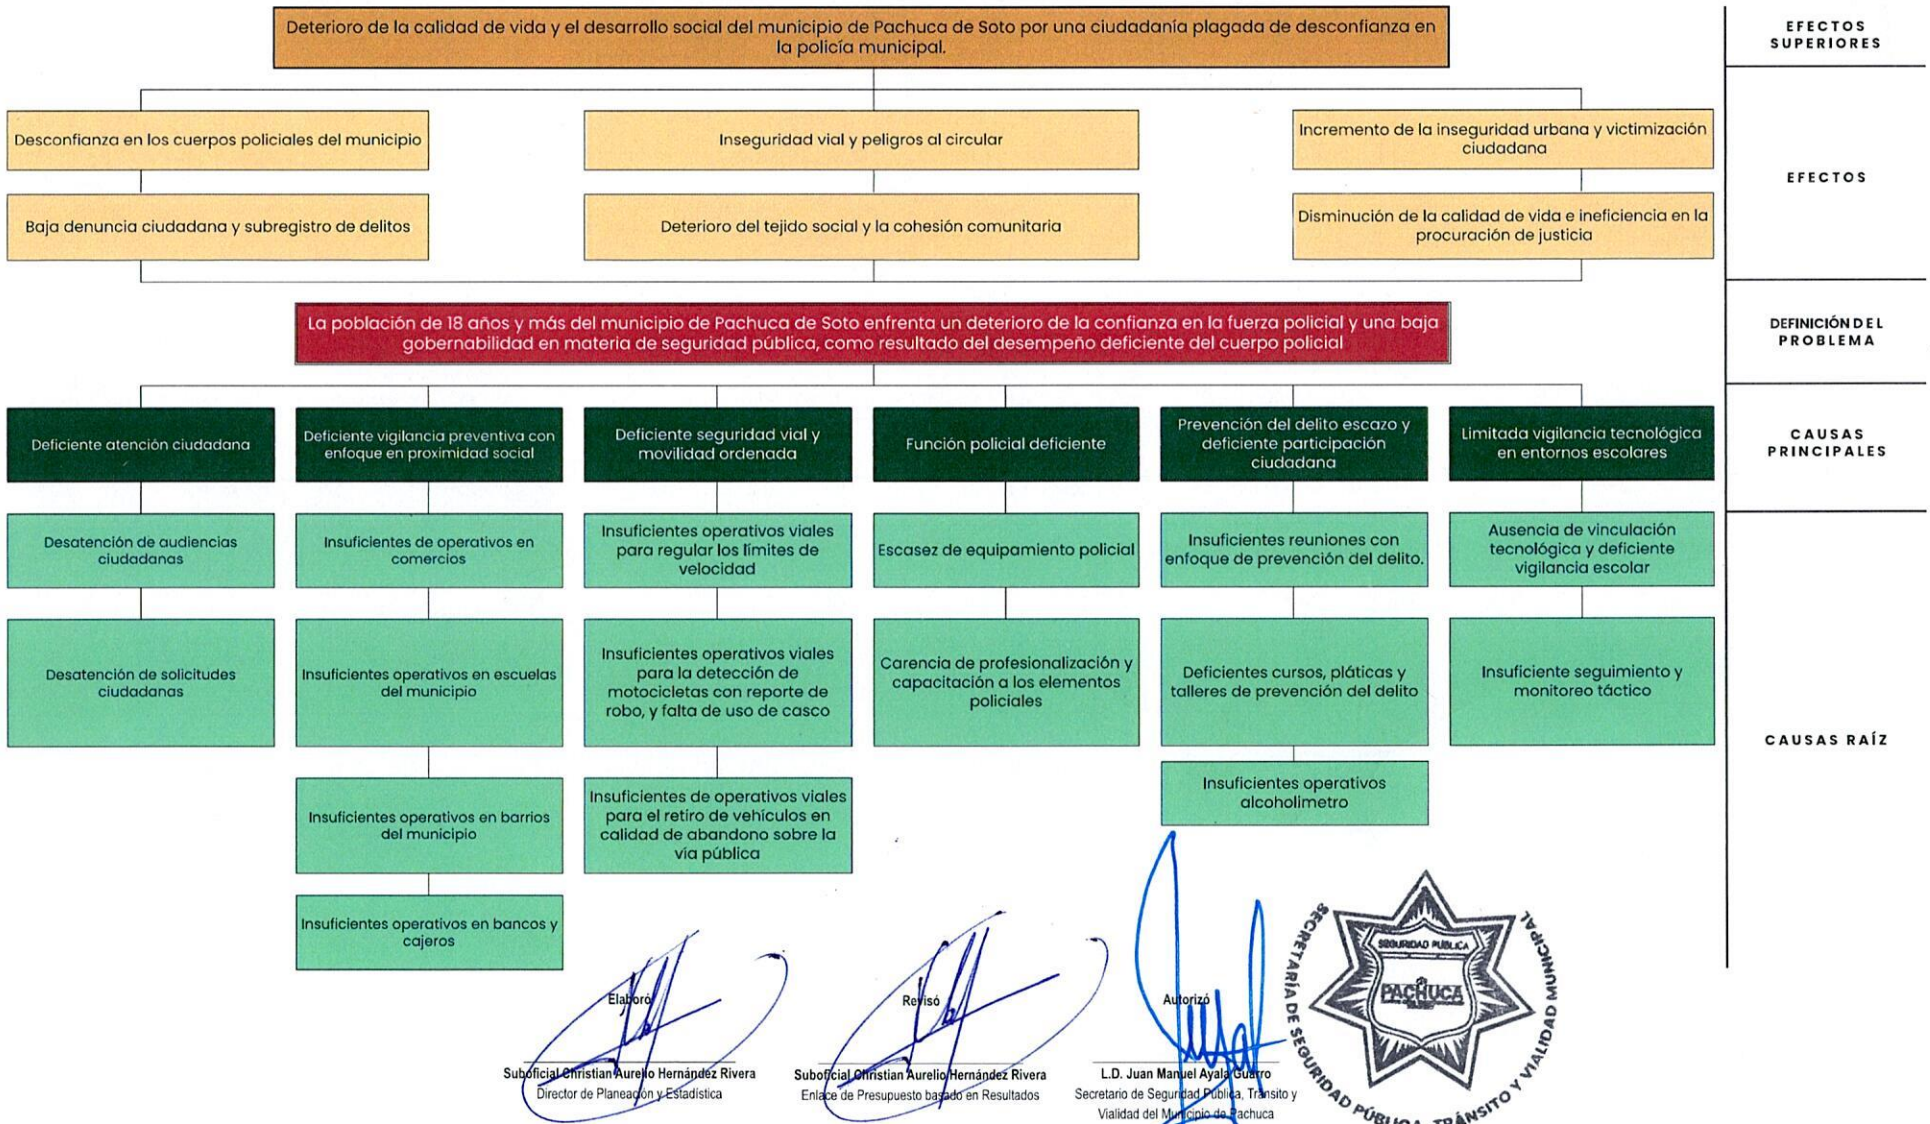 Deterioro de la calidad de vida y el desarrollo social del municipio de Pachuca de Soto por una ciudadanía plagada de desconfianza en
la policía municipal.
EFECTOS
SUPERIORES
Desconfianza en los cuerpos policiales del municipio
Inseguridad vial y peligros al circular
Incremento de la inseguridad urbana y victimización
ciudadana
EFECTOS
Baja denuncia ciudadana y subregistro de delitos
Deterioro del tejido social y la cohesión comunitaria
Disminución de la calidad de vida e ineficiencia en la
procuración de justicia
La población de 18 años y más del municipio de Pachuca de Soto enfrenta un deterioro de la confianza en la fuerza policial y una baja
gobernabilidad en materia de seguridad pública, como resultado del desempeño deficiente del cuerpo policial
DEFINICIÓN DEL
PROBLEMA
Deficiente atención ciudadana
Deficiente vigilancia preventiva con
enfoque en proximidad social
Deficiente seguridad vial y
movilidad ordenada
Función policial deficiente
Prevención del delito escazo y
deficiente participación
ciudadana
Limitada vigilancia tecnológica
en entornos escolares
CAUSAS
PRINCIPALES
Desatención de audiencias
ciudadanas
Insuficientes de operativos en
comercios
Insuficientes operativos viales
para regular los límites de
velocidad
Escasez de equipamiento policial
Insuficientes reuniones con
enfoque de prevención del delito.
Ausencia de vinculación
tecnológica y deficiente
vigilancia escolar
Desatención de solicitudes
ciudadanas
Insuficientes operativos en escuelas
del municipio
Insuficientes operativos viales
para la detección de
motocicletas con reporte de
robo, y falta de uso de casco
Carencia de profesionalización y
capacitación a los elementos
policiales
Deficientes cursos, pláticas y
talleres de prevención del delito
Insuficiente seguimiento y
monitoreo táctico
CAUSAS RAÍZ
Insuficientes operativos en barrios
del municipio
Insuficientes de operativos viales
para el retiro de vehículos en
calidad de abandono sobre la
vía pública
Insuficientes operativos
alcoholimetro
Insuficientes operativos en bancos y
cajeros
Elaboró
Suboficial Christian Aurelio Hernández Rivera
Director de Planeación y Estadística
Revisó
Suboficial Christian Aurelio Hernández Rivera
Enlace de Presupuesto basado en Resultados
Autorizó
L.D. Juan Manuel Ayala Guarro
Secretario de Seguridad Pública, Tránsito y
Vialidad del Municipio de Pachuca
SECRETARÍA DE SEGURIDAD PÚBLICA, TRÁNSITO Y VIALIDAD MUNICIPAL
SEGURIDAD PUBLICA
PACHUCA